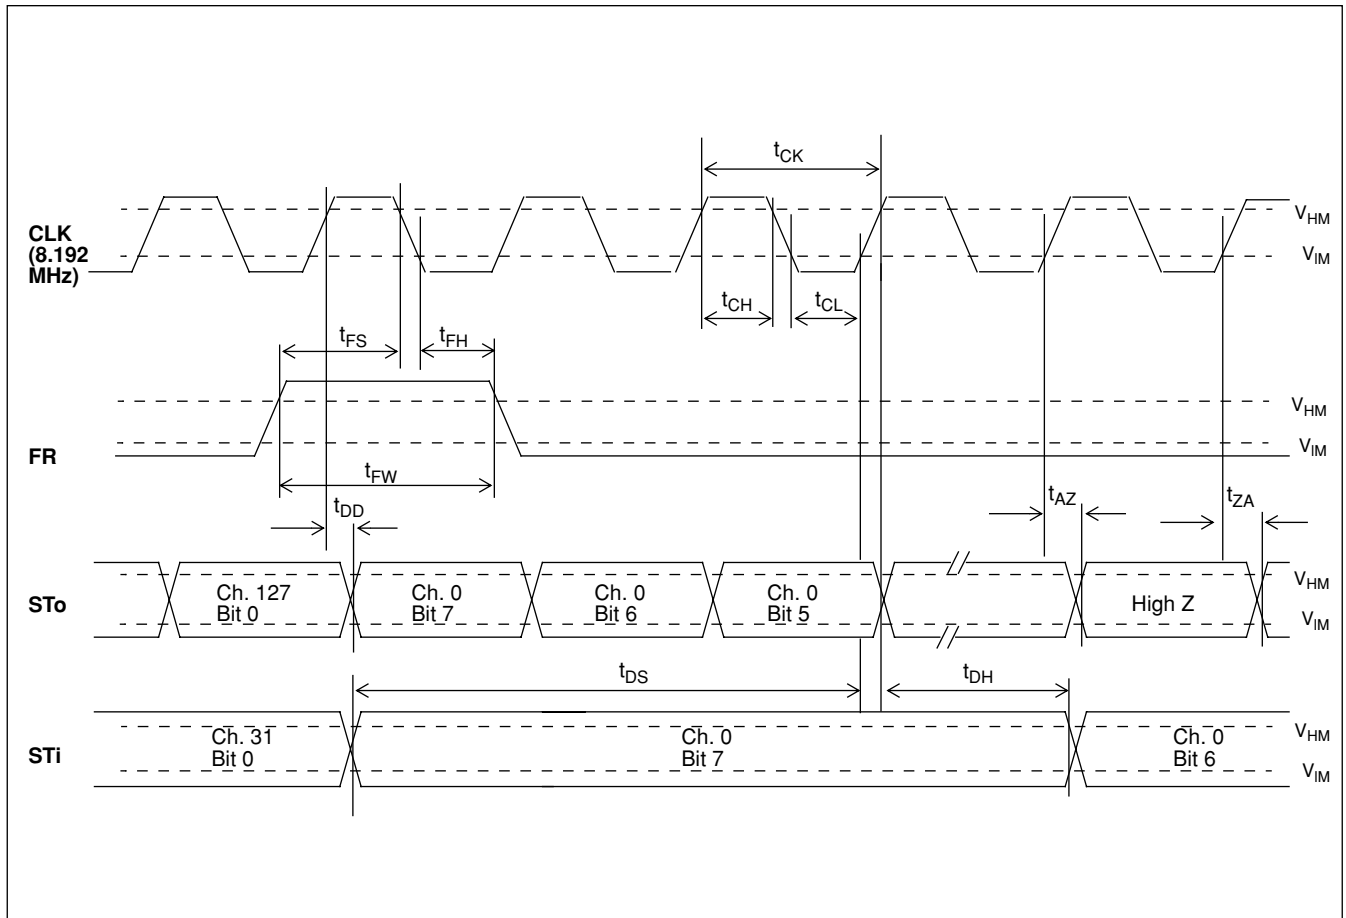 tCK
CLK
(8.192
MHz)
VHM
VIM
tCH
tCL
tFS
tFH
FR
VHM
VIM
tFW
tDD
tAZ
tZA
STo
Ch. 127
Bit 0
Ch. 0
Bit 7
Ch. 0
Bit 6
Ch. 0
Bit 5
High Z
VHM
VIM
tDS
tDH
STi
Ch. 31
Bit 0
Ch. 0
Bit 7
Ch. 0
Bit 6
VHM
VIM